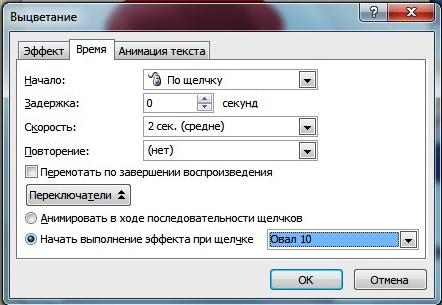 Выцветание
Эффект Время Анимация текста
Начало: По щелчку
Задержка: 0 секунд
Скорость: 2 сек. (средне)
Повторение: (нет)
Перемотать по завершении воспроизведения
Переключатели
Анимировать в ходе последовательности щелчков
Начать выполнение эффекта при щелчке Овал 10
ОК Отмена